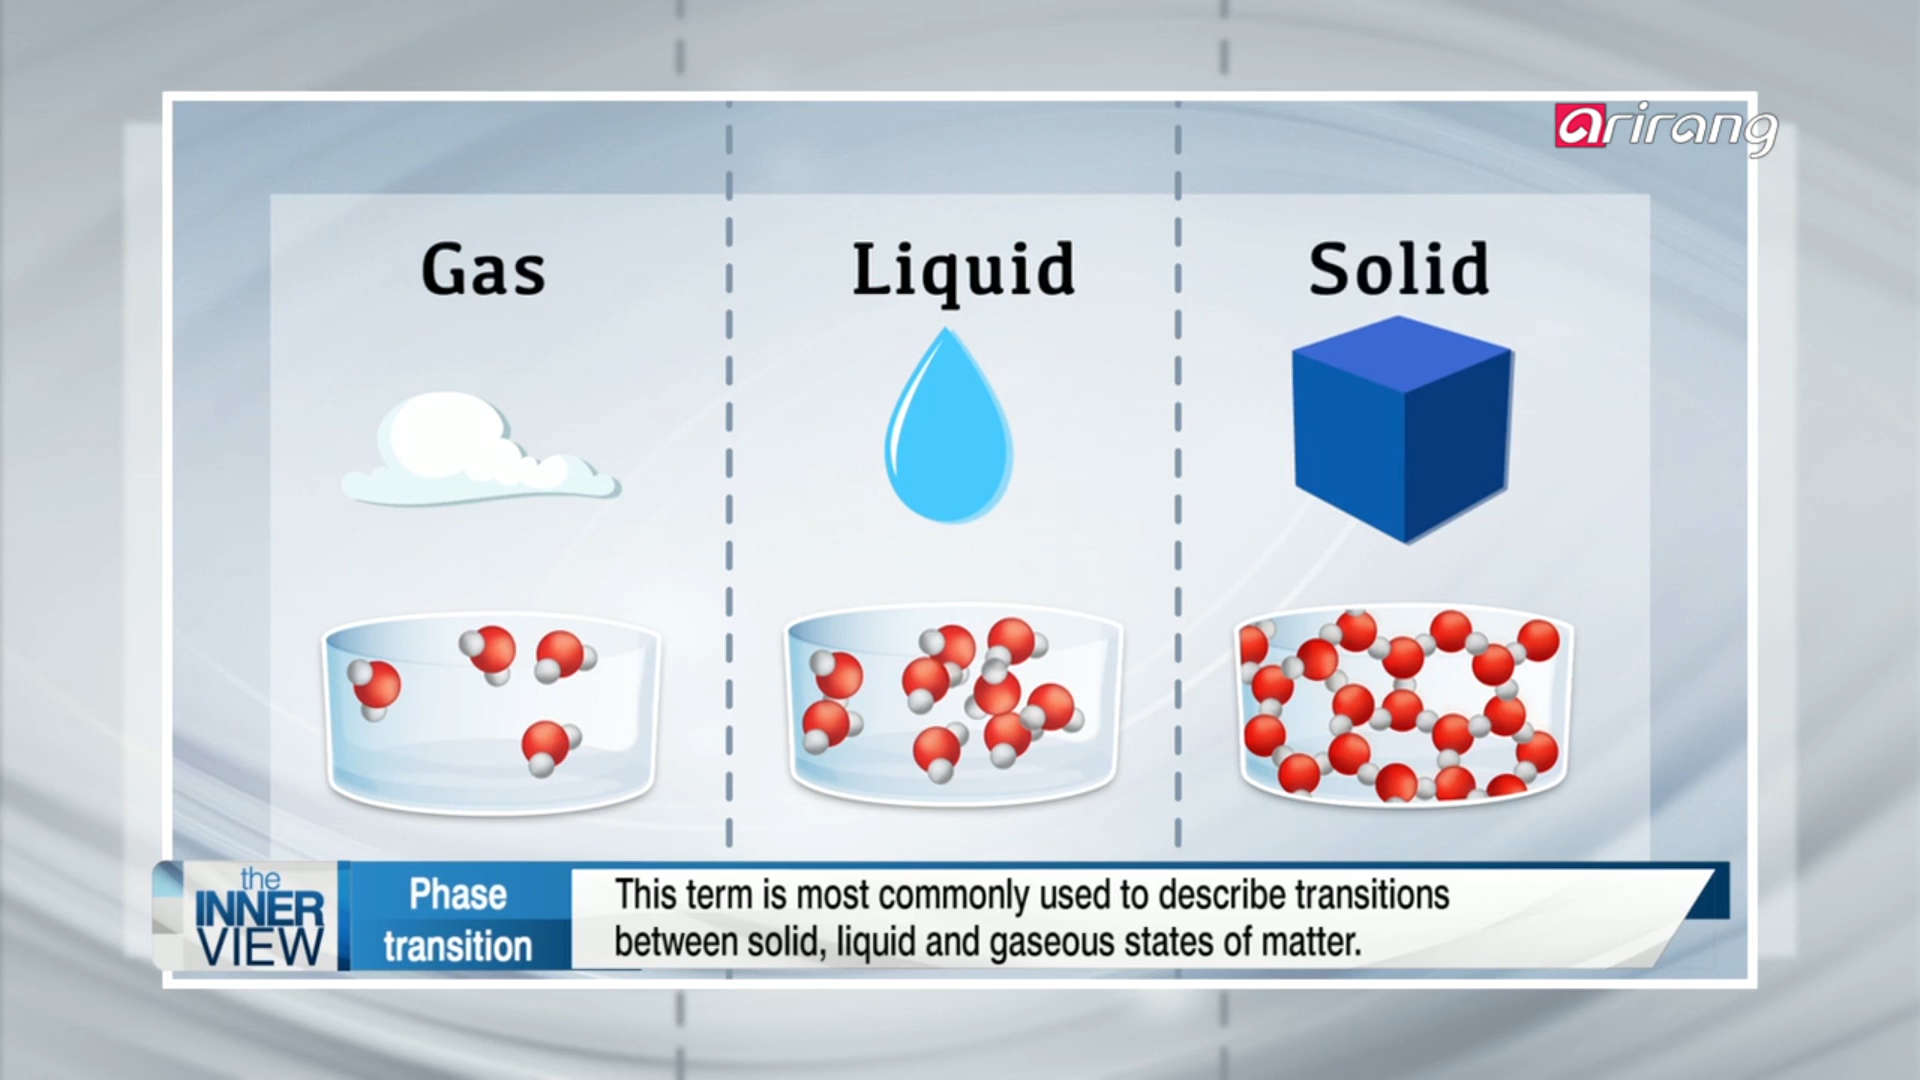 arirang
Gas
Liquid
Solid
the
INNER
VIEW
Phase
transition
This term is most commonly used to describe transitions
between solid, liquid and gaseous states of matter.